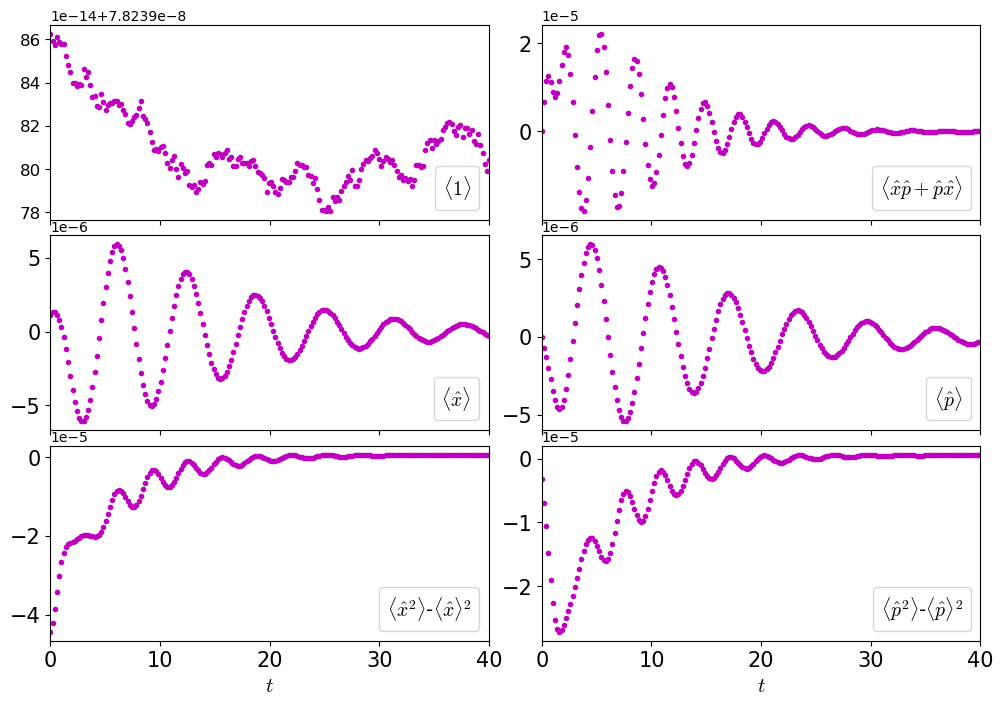 1e−14+7.8239e−8
86
84
82
80
78
⟨1⟩
1e−5
2
0
⟨x̂p̂ + p̂x̂⟩
1e−6
5
0
−5
⟨x̂⟩
1e−6
5
0
−5
⟨p̂⟩
1e−5
0
−2
−4
⟨x̂²⟩-⟨x̂⟩²
0 10 20 30 40
t
1e−5
0
−1
−2
⟨p̂²⟩-⟨p̂⟩²
0 10 20 30 40
t